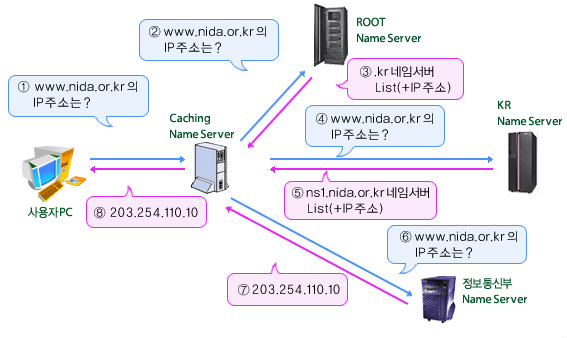 ② www.nida.or.kr 의
IP주소는?
ROOT
Name Server
① www.nida.or.kr 의
IP주소는?
③ .kr 네임서버
List(+IP 주소)
Caching
Name Server
④ www.nida.or.kr 의
IP주소는?
KR
Name Server
⑤ ns1.nida.or.kr 네임서버
List(+IP 주소)
사용자PC
⑧ 203.254.110.10
⑥ www.nida.or.kr 의
IP주소는?
⑦ 203.254.110.10
정보통신부
Name Server